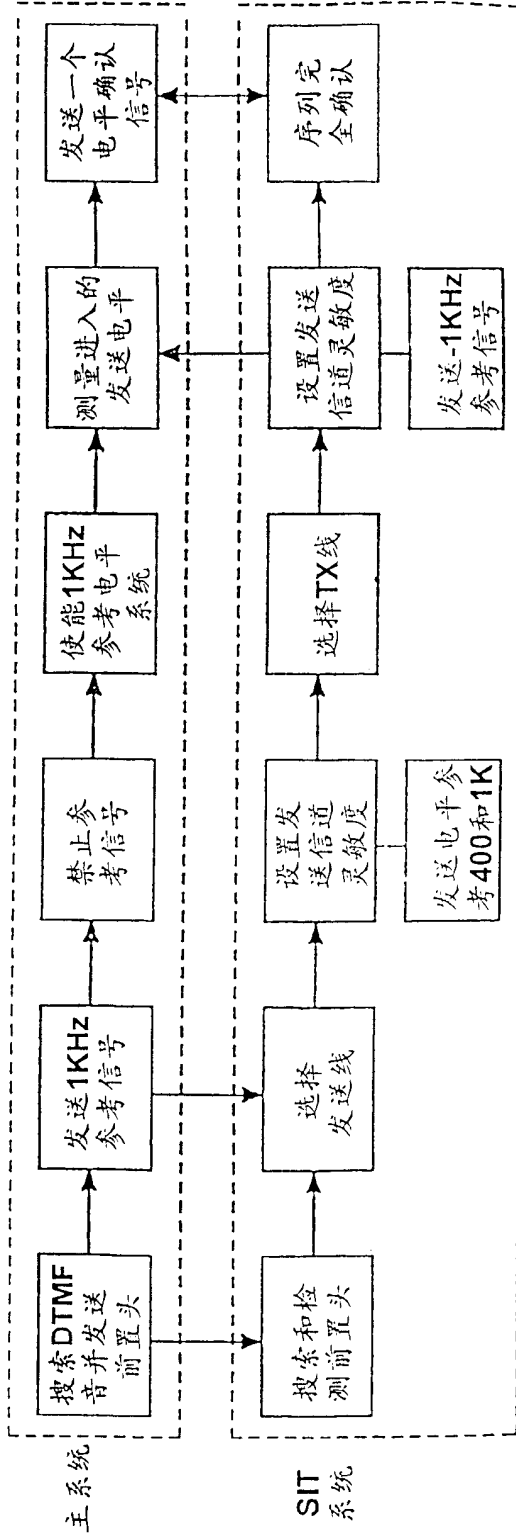 主系统
搜索DTMF
音并发送
前置头
发送1KHz
参考信号
禁止参
考信号
使能1KHz
参考电平
系统
测量进入的
发送电平
发送一个
电平确认
信号
SIT
系统
搜索和检
测前置头
选择
发送线
设置发
送信道
灵敏度
发送电平参
考400和1K
选择TX线
设置发送
信道灵敏度
发送-1KHz
参考信号
序列完
全确认